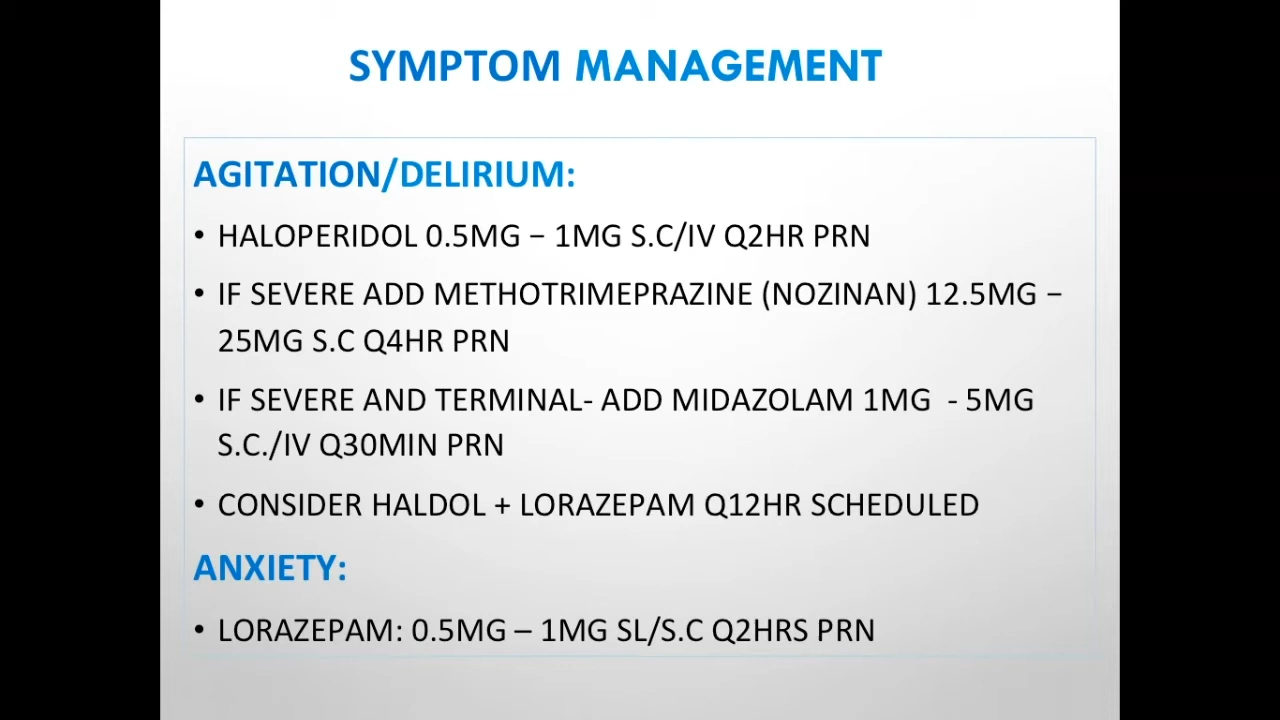 SYMPTOM MANAGEMENT
AGITATION/DELIRIUM:
• HALOPERIDOL 0.5MG – 1MG S.C/IV Q2HR PRN
• IF SEVERE ADD METHOTRIMEPRAZINE (NOZINAN) 12.5MG –
25MG S.C Q4HR PRN
• IF SEVERE AND TERMINAL- ADD MIDAZOLAM 1MG  - 5MG
S.C./IV Q30MIN PRN
• CONSIDER HALDOL + LORAZEPAM Q12HR SCHEDULED
ANXIETY:
• LORAZEPAM: 0.5MG – 1MG SL/S.C Q2HRS PRN